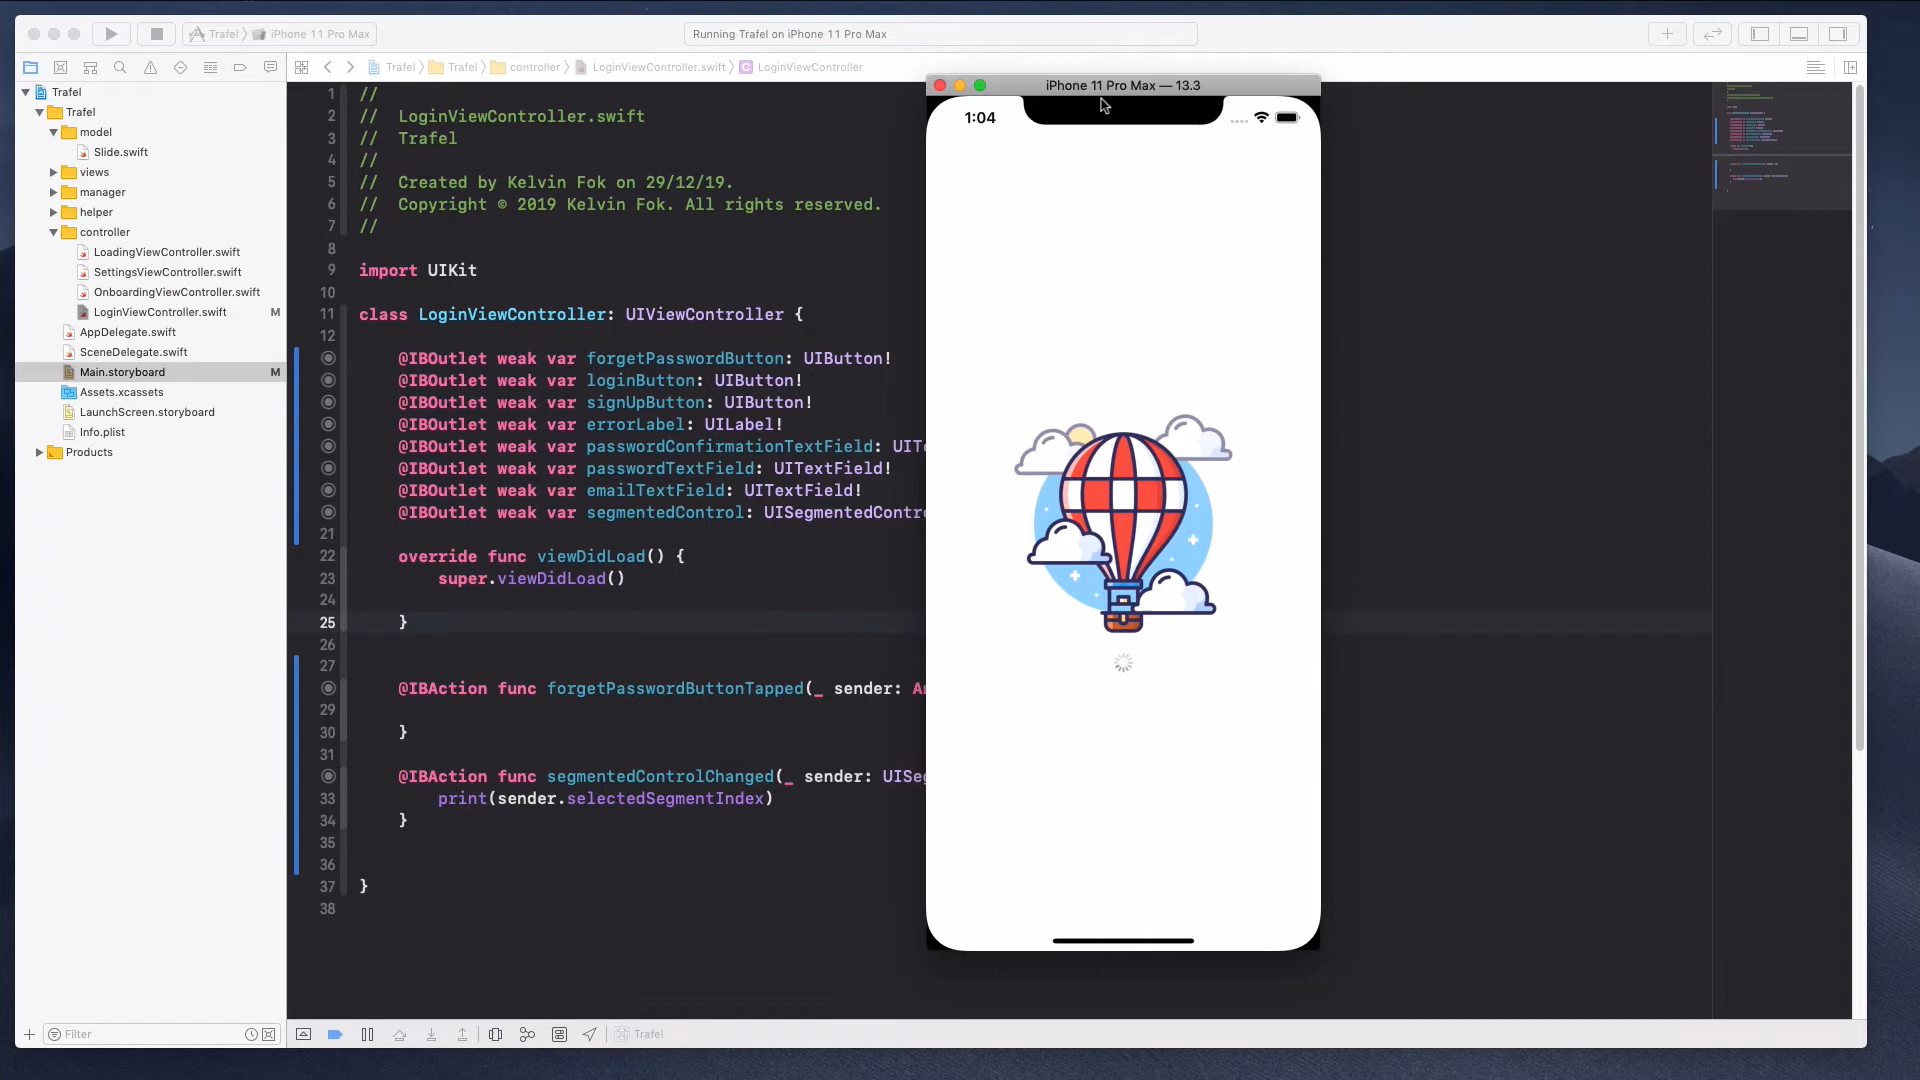 Trafel 〉 iPhone 11 Pro Max
Running Trafel on iPhone 11 Pro Max
Trafel 〉 Trafel 〉 controller 〉 LoginViewController.swift 〉 LoginViewController
Trafel
Trafel
model
Slide.swift
views
manager
helper
controller
LoadingViewController.swift
SettingsViewController.swift
OnboardingViewController.swift
LoginViewController.swift M
AppDelegate.swift
SceneDelegate.swift
Main.storyboard M
Assets.xcassets
LaunchScreen.storyboard
Info.plist
Products
Filter
1 //
2 //  LoginViewController.swift
3 //  Trafel
4 //
5 //  Created by Kelvin Fok on 29/12/19.
6 //  Copyright © 2019 Kelvin Fok. All rights reserved.
7 //
8
9 import UIKit
10
11 class LoginViewController: UIViewController {
12
@IBOutlet weak var forgetPasswordButton: UIButton!
@IBOutlet weak var loginButton: UIButton!
@IBOutlet weak var signUpButton: UIButton!
@IBOutlet weak var errorLabel: UILabel!
@IBOutlet weak var passwordConfirmationTextField: UIT
@IBOutlet weak var passwordTextField: UITextField!
@IBOutlet weak var emailTextField: UITextField!
@IBOutlet weak var segmentedControl: UISegmentedContro
21
22 override func viewDidLoad() {
23 super.viewDidLoad()
24
25 }
26
27
@IBAction func forgetPasswordButtonTapped(_ sender: An
29
30 }
31
@IBAction func segmentedControlChanged(_ sender: UISeg
33 print(sender.selectedSegmentIndex)
34 }
35
36
37 }
38
iPhone 11 Pro Max — 13.3
1:04
Trafel